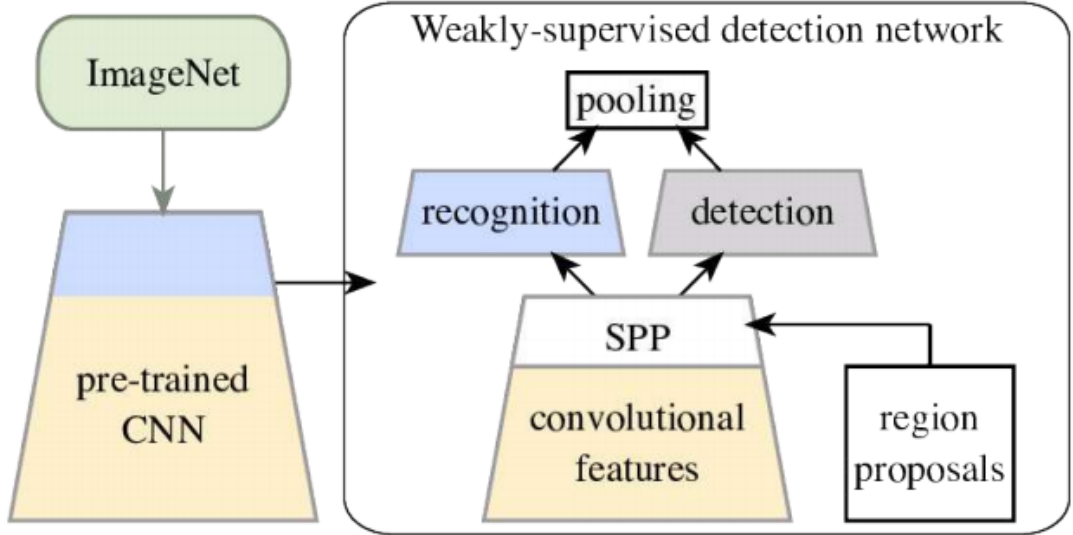 Weakly-supervised detection network
ImageNet
pooling
recognition
detection
SPP
pre-trained
CNN
convolutional
features
region
proposals